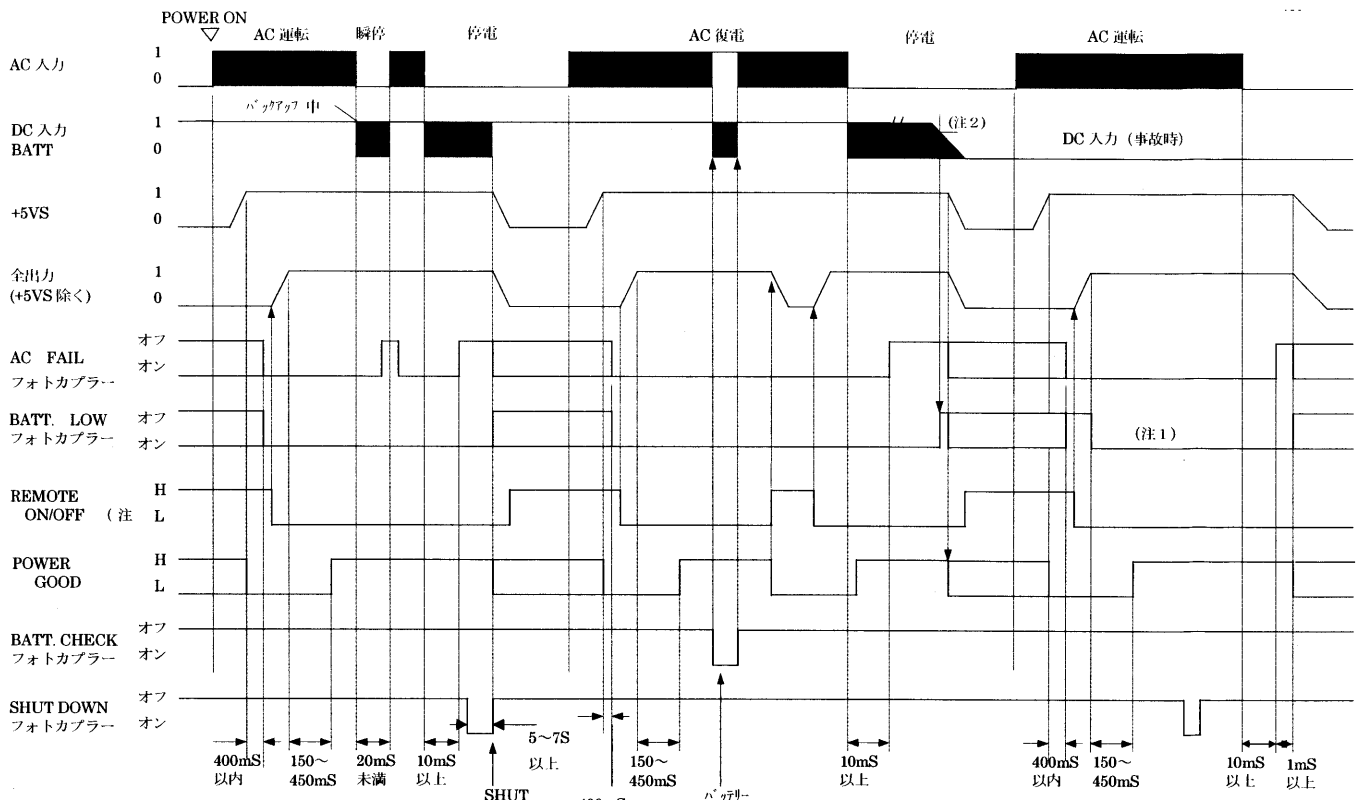 POWER ON
AC 運転 瞬停 停電 AC 復電 停電 AC 運転
AC 入力 1
0
バックアップ 中
DC 入力 1
BATT 0
(注2)
DC 入力(事故時)
+5VS 1
0
全出力 1
(+5VS 除く) 0
AC FAIL オフ
フォトカプラー オン
BATT. LOW オフ
フォトカプラー オン
(注1)
REMOTE H
ON/OFF (注 L
POWER H
GOOD L
BATT. CHECK オフ
フォトカプラー オン
SHUT DOWN オフ
フォトカプラー オン
400mS 以内
150~ 450mS
20mS 未満
10mS 以上
5~7S 以上
150~ 450mS
10mS 以上
400mS 以内
150~ 450mS
10mS 以上
1mS 以上
SHUT
バッテリー